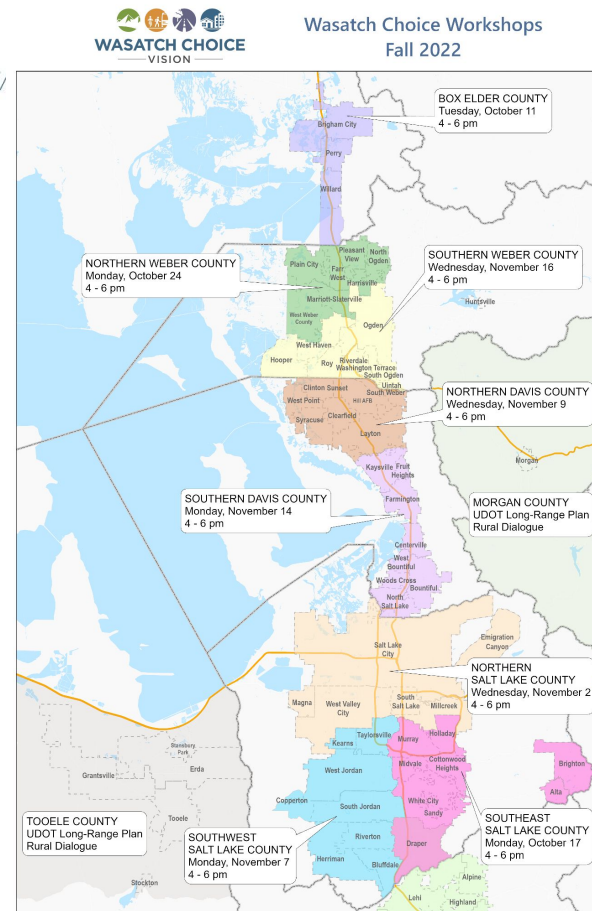 WASATCH CHOICE
VISION
Wasatch Choice Workshops
Fall 2022
BOX ELDER COUNTY
Tuesday, October 11
4 - 6 pm
Brigham City
Perry
Willard
NORTHERN WEBER COUNTY
Monday, October 24
4 - 6 pm
Pleasant
View
North
Ogden
Plain City
Farr
West
Harrisville
Marriott-Slaterville
West Weber
County
SOUTHERN WEBER COUNTY
Wednesday, November 16
4 - 6 pm
Huntsville
Ogden
West Haven
Hooper
Roy
Riverdale
Washington Terrace
South Ogden
Uintah
South Weber
Clinton
Sunset
West Point
Hill AFB
Syracuse
Clearfield
Layton
NORTHERN DAVIS COUNTY
Wednesday, November 9
4 - 6 pm
Morgan
Kaysville
Fruit
Heights
Farmington
SOUTHERN DAVIS COUNTY
Monday, November 14
4 - 6 pm
MORGAN COUNTY
UDOT Long-Range Plan
Rural Dialogue
Centerville
West
Bountiful
Woods Cross
Bountiful
North
Salt Lake
Salt Lake
City
Emigration
Canyon
NORTHERN
SALT LAKE COUNTY
Wednesday, November 2
4 - 6 pm
Magna
West Valley
City
South
Salt Lake
Millcreek
Taylorsville
Murray
Holladay
Kearns
Midvale
Cottonwood
Heights
West Jordan
Brighton
Alta
Stansbury
Park
Erda
Grantsville
Tooele
Copperton
South Jordan
White City
Sandy
TOOELE COUNTY
UDOT Long-Range Plan
Rural Dialogue
SOUTHWEST
SALT LAKE COUNTY
Monday, November 7
4 - 6 pm
SOUTHEAST
SALT LAKE COUNTY
Monday, October 17
4 - 6 pm
Riverton
Draper
Herriman
Bluffdale
Stockton
Alpine
Lehi
Highland